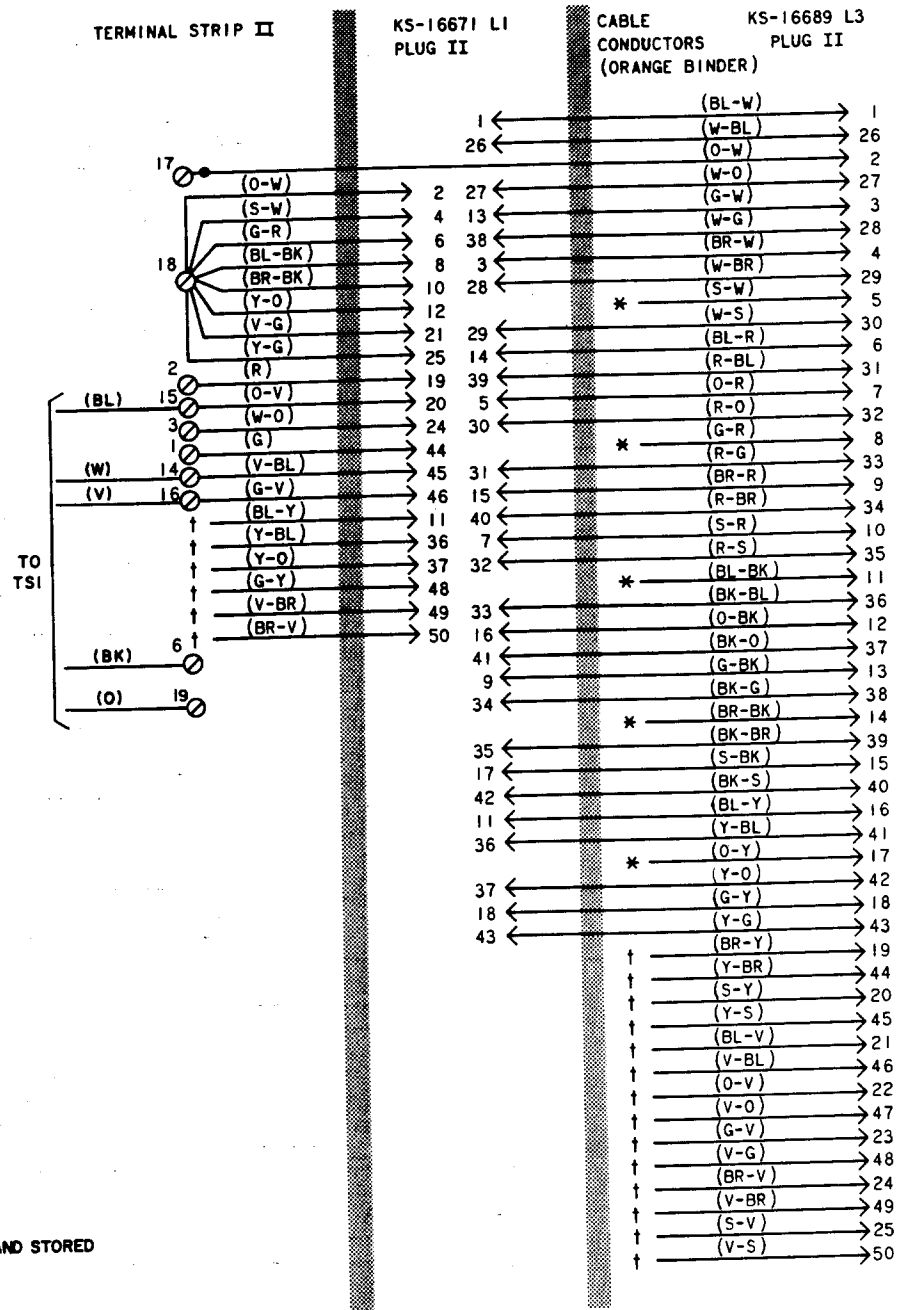 TERMINAL STRIP II
KS-16671 L1
PLUG II
CABLE
CONDUCTORS
(ORANGE BINDER)
KS-16689 L3
PLUG II
17
18
(O-W) 2
(S-W) 4
(G-R) 6
(BL-BK) 8
(BR-BK) 10
(Y-O) 12
(V-G) 21
(Y-G) 25
2 (R) 19
(BL) 15 (O-V) 20
3 (W-O) 24
1 (G) 44
(W) 14 (V-BL) 45
(V) 16 (G-V) 46
† (BL-Y) 11
† (Y-BL) 36
† (Y-O) 37
† (G-Y) 48
† (V-BR) 49
† (BR-V) 50
(BK) 6
(O) 19
TO
TS1
1 (BL-W) 1
26 (W-BL) 26
(O-W) 2
27 (W-O) 27
13 (G-W) 3
38 (W-G) 28
3 (BR-W) 4
28 (W-BR) 29
* (S-W) 5
29 (W-S) 30
14 (BL-R) 6
39 (R-BL) 31
5 (O-R) 7
30 (R-O) 32
* (G-R) 8
31 (R-G) 33
15 (BR-R) 9
40 (R-BR) 34
7 (S-R) 10
32 (R-S) 35
* (BL-BK) 11
33 (BK-BL) 36
16 (O-BK) 12
41 (BK-O) 37
9 (G-BK) 13
34 (BK-G) 38
* (BR-BK) 14
35 (BK-BR) 39
17 (S-BK) 15
42 (BK-S) 40
11 (BL-Y) 16
36 (Y-BL) 41
* (O-Y) 17
37 (Y-O) 42
18 (G-Y) 18
43 (Y-G) 43
† (BR-Y) 19
† (Y-BR) 44
† (S-Y) 20
† (Y-S) 45
† (BL-V) 21
† (V-BL) 46
† (O-V) 22
† (V-O) 47
† (G-V) 23
† (V-G) 48
† (BR-V) 24
† (V-BR) 49
† (S-V) 25
† (V-S) 50
AND STORED